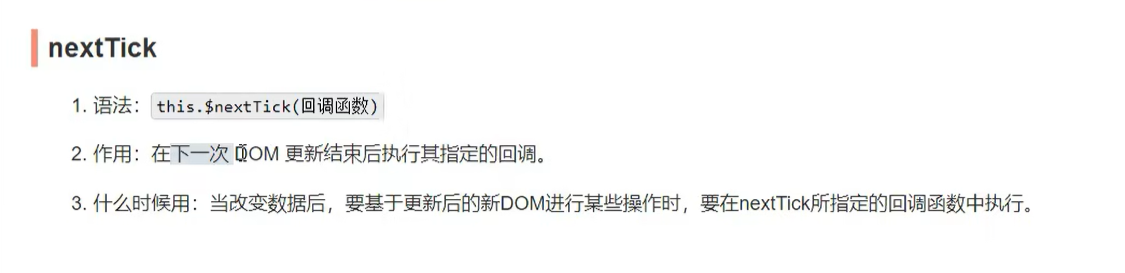 nextTick
1. 语法：this.$nextTick(回调函数)
2. 作用：在下一次 DOM 更新结束后执行其指定的回调。
3. 什么时候用：当改变数据后，要基于更新后的新DOM进行某些操作时，要在nextTick所指定的回调函数中执行。